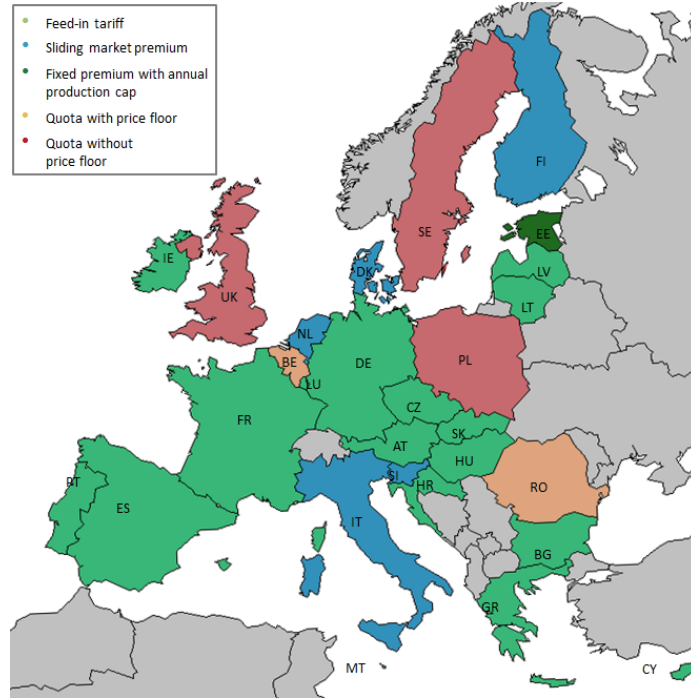 Feed-in tariff
Sliding market premium
Fixed premium with annual
production cap
Quota with price floor
Quota without
price floor
FI
SE
EE
IE
LV
DK
LT
UK
NL
BE
DE
PL
LU
CZ
FR
SK
AT
HU
SI
HR
RO
PT
ES
IT
BG
GR
MT
CY